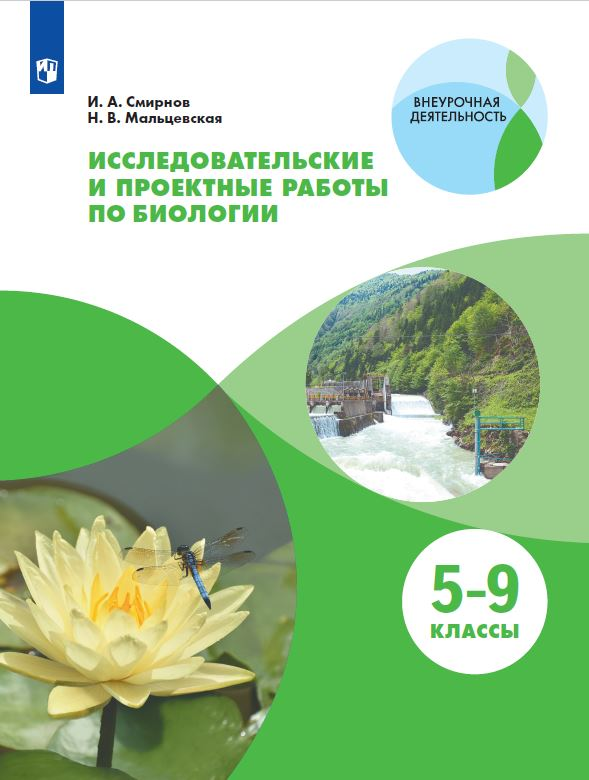 И. А. Смирнов
Н. В. Мальцевская
ВНЕУРОЧНАЯ
ДЕЯТЕЛЬНОСТЬ
ИССЛЕДОВАТЕЛЬСКИЕ
И ПРОЕКТНЫЕ РАБОТЫ
ПО БИОЛОГИИ
5–9
КЛАССЫ